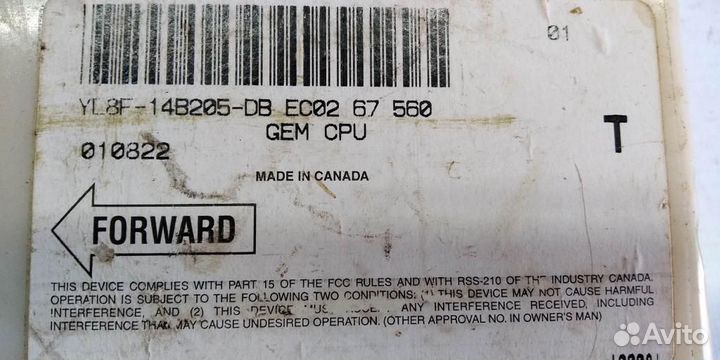 01
YL8F-14B205-DB EC02 67 560
GEM CPU
T
010822
MADE IN CANADA
FORWARD
THIS DEVICE COMPLIES WITH PART 15 OF THE FCC RULES AND WITH RSS-210 OF THE INDUSTRY CANADA.
OPERATION IS SUBJECT TO THE FOLLOWING TWO CONDITIONS: (1) THIS DEVICE MAY NOT CAUSE HARMFUL
INTERFERENCE, AND (2) THIS DEVICE MUST ANY INTERFERENCE RECEIVED, INCLUDING
INTERFERENCE THAT MAY CAUSE UNDESIRED OPERATION. (OTHER APPROVAL NO. IN OWNER'S MAN)
Avito